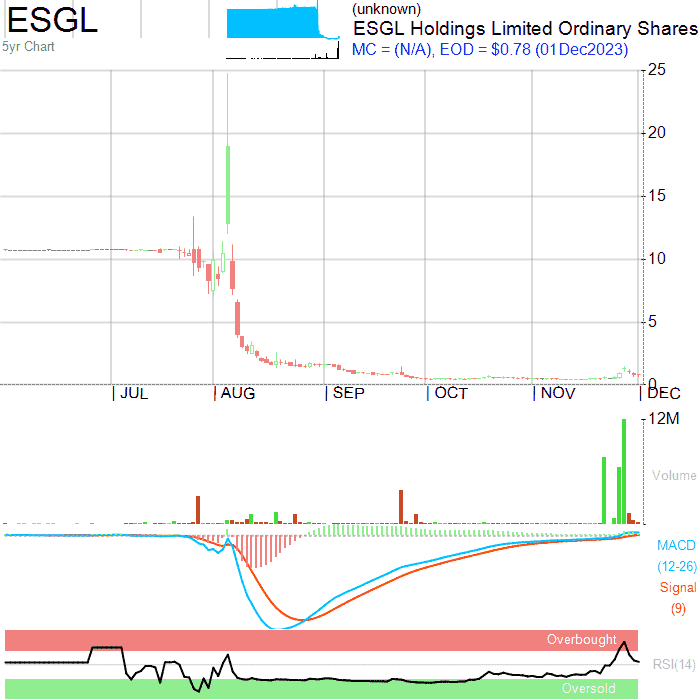 ESGL
5yr Chart
(unknown)
ESGL Holdings Limited Ordinary Shares
MC = (N/A), EOD = $0.78 (01Dec2023)
25
20
15
10
5
0
JUL AUG SEP OCT NOV DEC
12M
Volume
MACD
(12-26)
Signal
(9)
Overbought
RSI(14)
Oversold